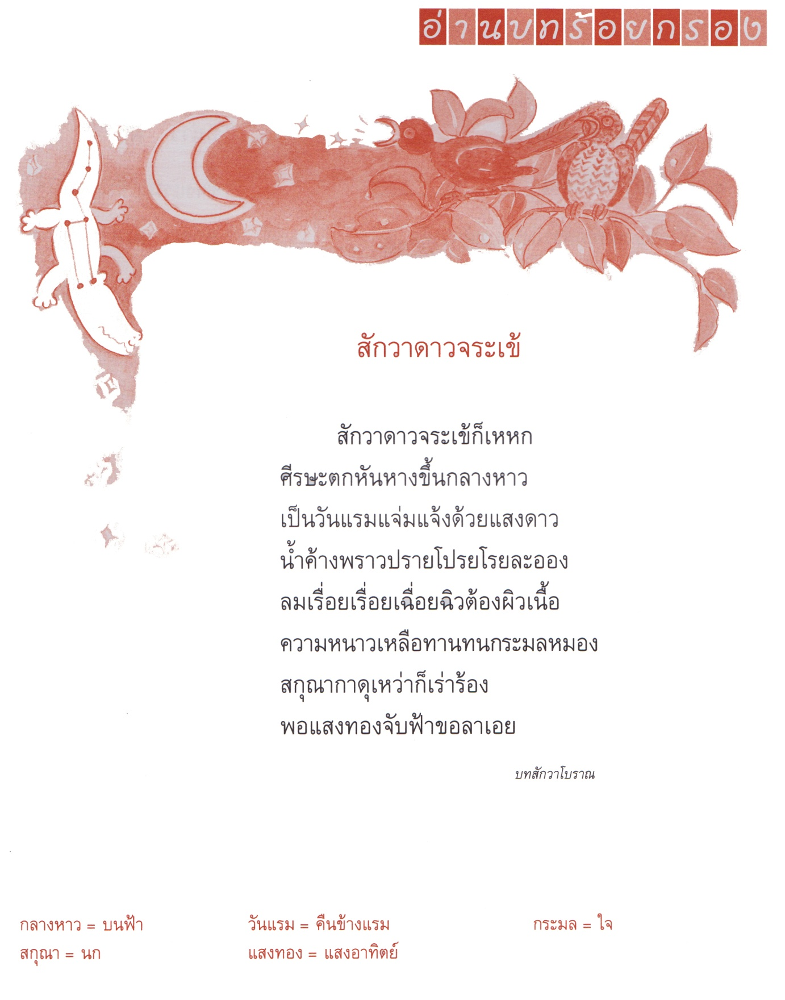 อ่านบทร้อยกรอง
สักวาดาวจระเข้
สักวาดาวจระเข้ก็เหหก
ศีรษะตกหันหางขึ้นกลางหาว
เป็นวันแรมแจ่มแจ้งด้วยแสงดาว
น้ำค้างพราวปรายโปรยโรยละออง
ลมเรื่อยเรื่อยเฉื่อยฉิวต้องผิวเนื้อ
ความหนาวเหลือทานทนกระมลหมอง
สกุณากาดุเหว่าก็เร่าร้อง
พอแสงทองจับฟ้าขอลาเอย
บทสักวาโบราณ
กลางหาว = บนฟ้า วันแรม = คืนข้างแรม กระมล = ใจ
สกุณา = นก แสงทอง = แสงอาทิตย์